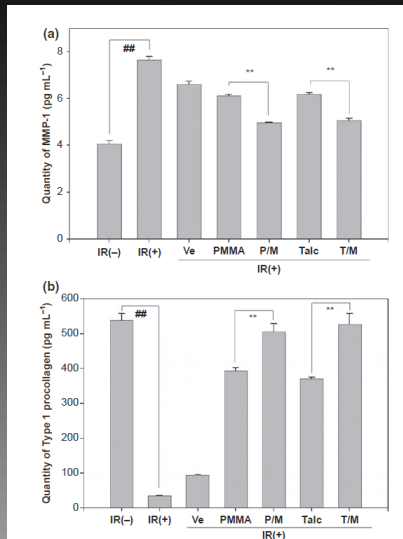 (a)
Quantity of MMP-1 (pg mL⁻¹)
8
6
4
2
0
##
**
**
IR(−) IR(+) Ve PMMA P/M Talc T/M
IR(+)
(b)
Quantity of Type 1 procollagen (pg mL⁻¹)
600
500
400
300
200
100
0
##
**
**
IR(−) IR(+) Ve PMMA P/M Talc T/M
IR(+)